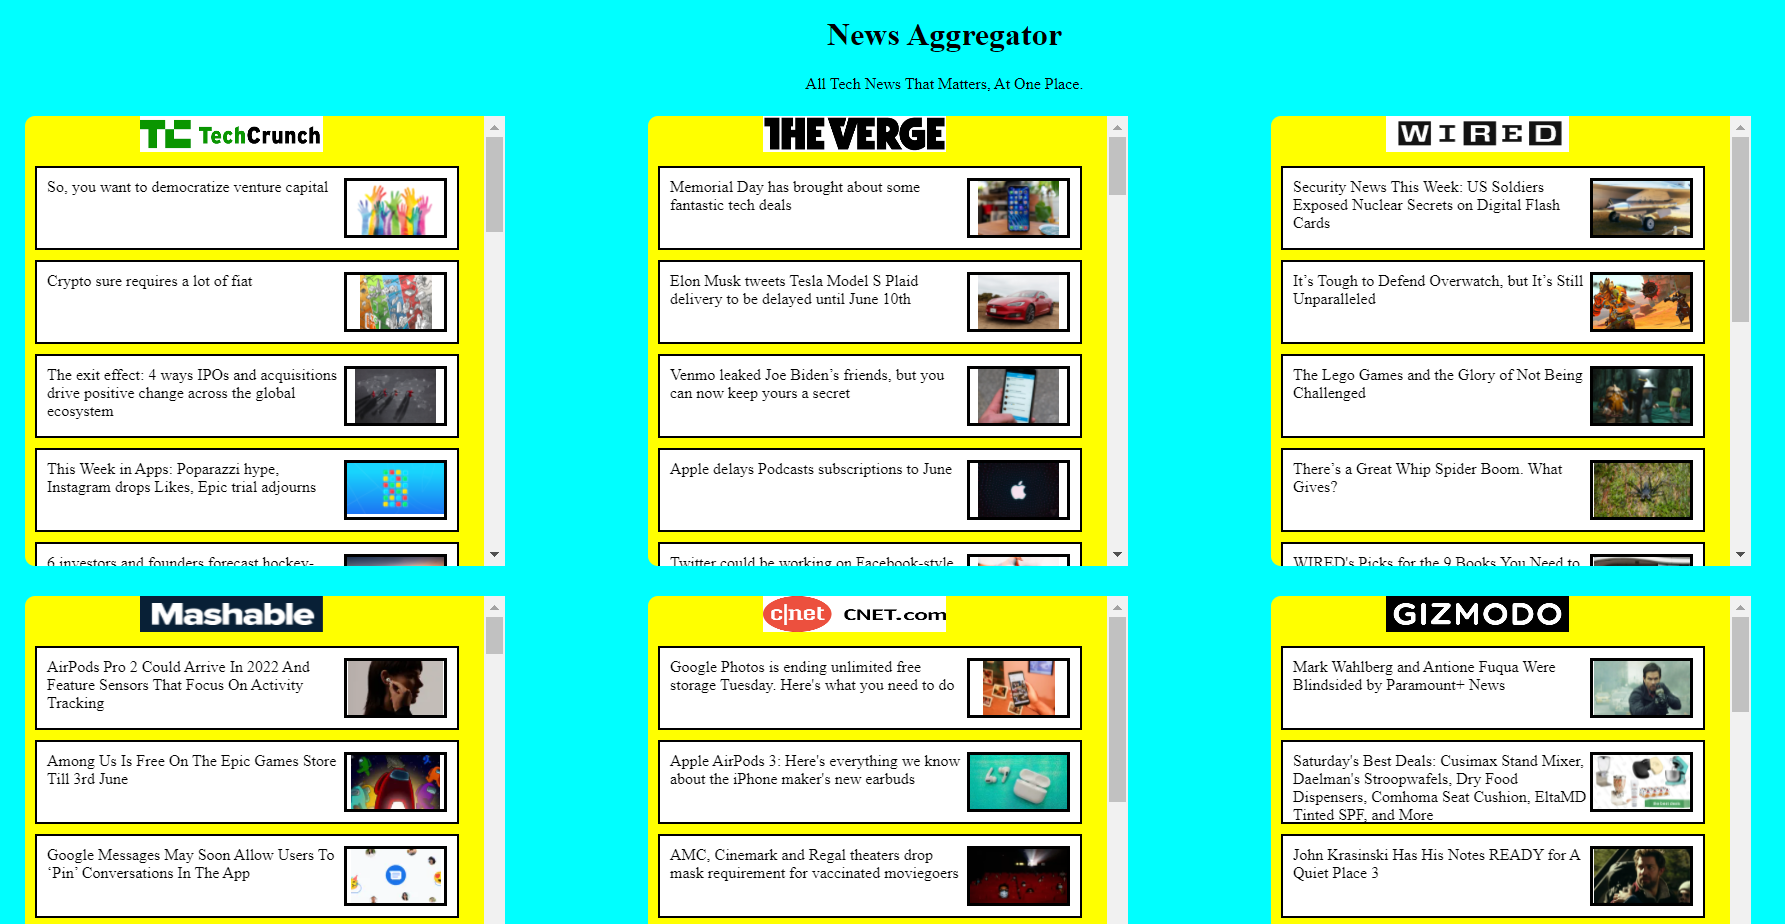 News Aggregator
All Tech News That Matters, At One Place.
TC TechCrunch
So, you want to democratize venture capital
Crypto sure requires a lot of fiat
The exit effect: 4 ways IPOs and acquisitions
drive positive change across the global
ecosystem
This Week in Apps: Poparazzi hype,
Instagram drops Likes, Epic trial adjourns
6 investors and founders forecast hockey-
THE VERGE
Memorial Day has brought about some
fantastic tech deals
Elon Musk tweets Tesla Model S Plaid
delivery to be delayed until June 10th
Venmo leaked Joe Biden’s friends, but you
can now keep yours a secret
Apple delays Podcasts subscriptions to June
Twitter could be working on Facebook-style
WIRED
Security News This Week: US Soldiers
Exposed Nuclear Secrets on Digital Flash
Cards
It’s Tough to Defend Overwatch, but It’s Still
Unparalleled
The Lego Games and the Glory of Not Being
Challenged
There’s a Great Whip Spider Boom. What
Gives?
WIRED's Picks for the 9 Books You Need to
Mashable
AirPods Pro 2 Could Arrive In 2022 And
Feature Sensors That Focus On Activity
Tracking
Among Us Is Free On The Epic Games Store
Till 3rd June
Google Messages May Soon Allow Users To
‘Pin’ Conversations In The App
c|net CNET.com
Google Photos is ending unlimited free
storage Tuesday. Here's what you need to do
Apple AirPods 3: Here's everything we know
about the iPhone maker's new earbuds
AMC, Cinemark and Regal theaters drop
mask requirement for vaccinated moviegoers
GIZMODO
Mark Wahlberg and Antione Fuqua Were
Blindsided by Paramount+ News
Saturday's Best Deals: Cusimax Stand Mixer,
Daelman's Stroopwafels, Dry Food
Dispensers, Comhoma Seat Cushion, EltaMD
Tinted SPF, and More
John Krasinski Has His Notes READY for A
Quiet Place 3